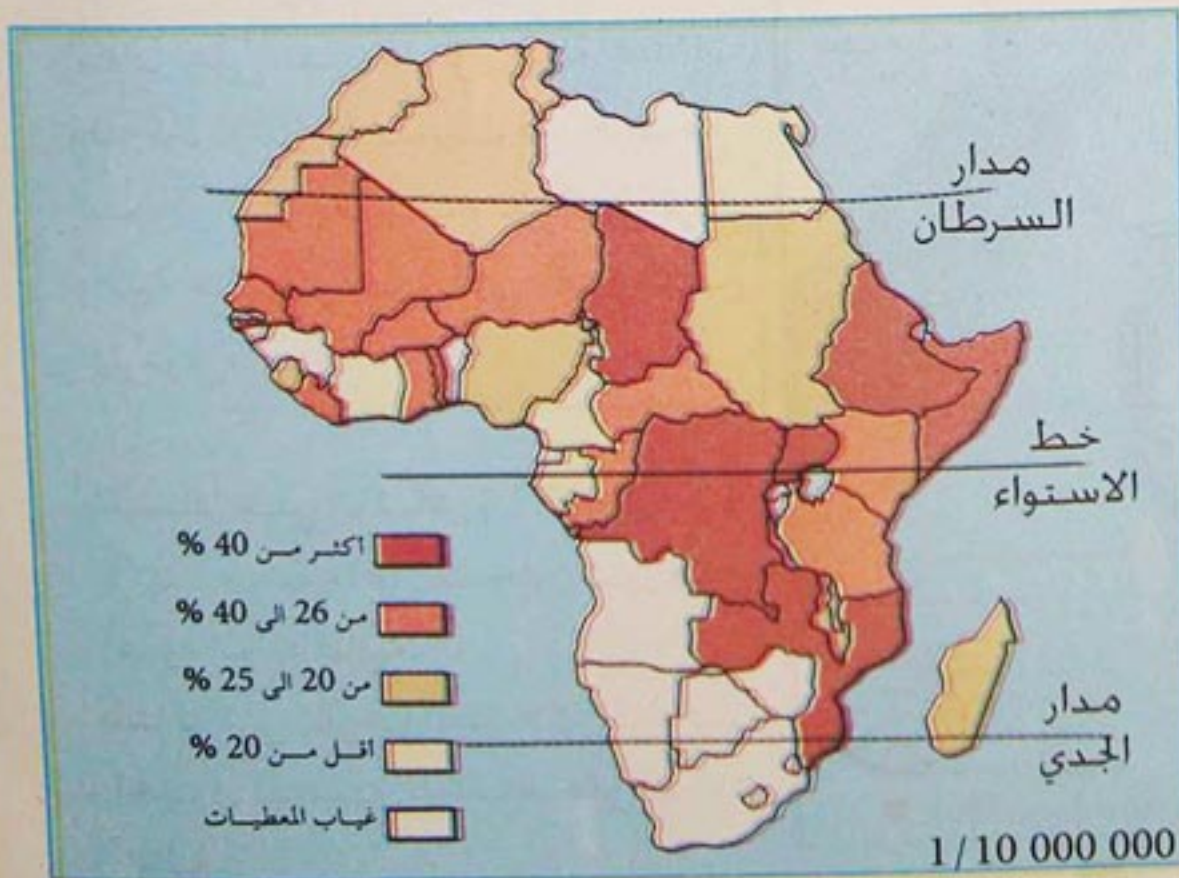 مدار
السرطان
خط
الاستواء
اكثر من 40 %
من 26 الى 40 %
من 20 الى 25 %
اقل من 20 %
غياب المعطيات
مدار
الجدي
1/10 000 000